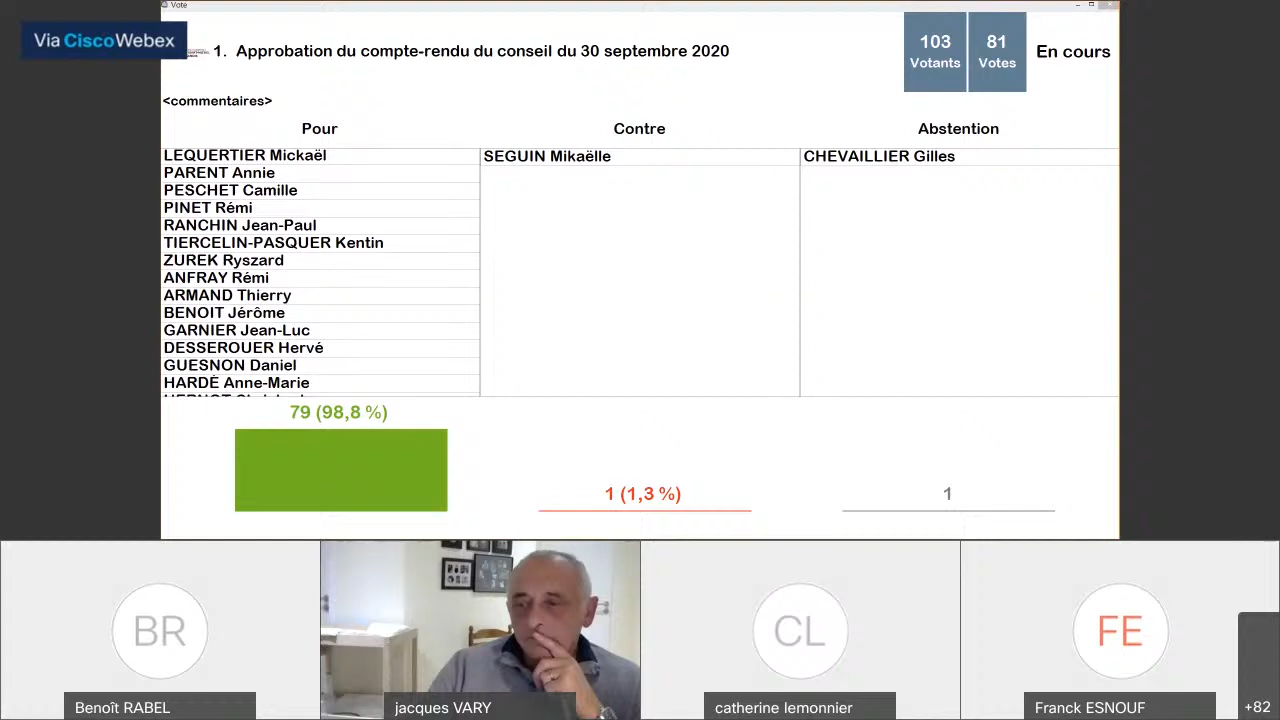 Vote
Via CiscoWebex
1. Approbation du compte-rendu du conseil du 30 septembre 2020
103
Votants
81
Votes
En cours
<commentaires>
Pour
Contre
Abstention
LEQUERTIER Mickaël
SEGUIN Mikaëlle
CHEVAILLIER Gilles
PARENT Annie
PESCHET Camille
PINET Rémi
RANCHIN Jean-Paul
TIERCELIN-PASQUER Kentin
ZUREK Ryszard
ANFRAY Rémi
ARMAND Thierry
BENOIT Jérôme
GARNIER Jean-Luc
DESSEROUER Hervé
GUESNON Daniel
HARDÉ Anne-Marie
79 (98,8 %)
1 (1,3 %)
1
BR
CL
FE
Benoît RABEL
jacques VARY
catherine lemonnier
Franck ESNOUF
+82